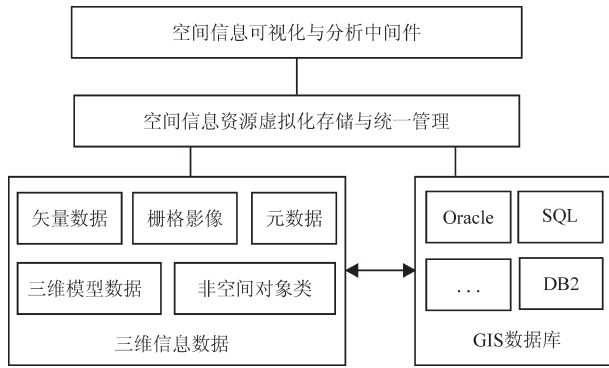 空间信息可视化与分析中间件
空间信息资源虚拟化存储与统一管理
矢量数据
栅格影像
元数据
三维模型数据
非空间对象类
三维信息数据
Oracle
SQL
...
DB2
GIS数据库